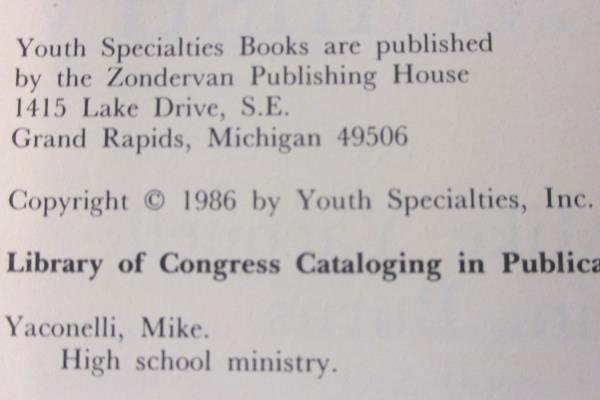 Youth Specialties Books are published
by the Zondervan Publishing House
1415 Lake Drive, S.E.
Grand Rapids, Michigan 49506
Copyright © 1986 by Youth Specialties, Inc.
Library of Congress Cataloging in Publica
Yaconelli, Mike.
High school ministry.